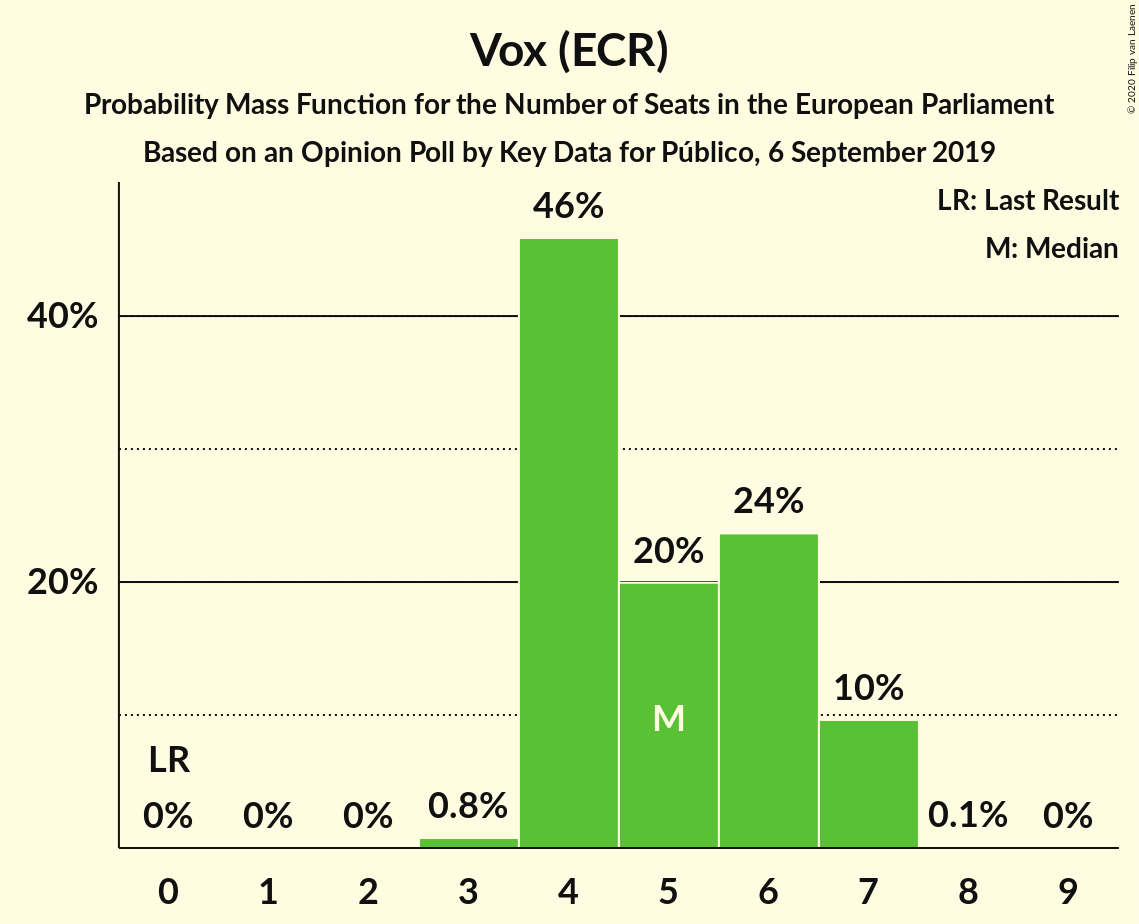 Vox (ECR)
Probability Mass Function for the Number of Seats in the European Parliament
Based on an Opinion Poll by Key Data for Público, 6 September 2019
© 2020 Filip van Laenen
LR: Last Result
M: Median
46%
40%
24%
20%
20%
10%
M
LR
0%
0%
0%
0.8%
0.1%
0%
0 1 2 3 4 5 6 7 8 9